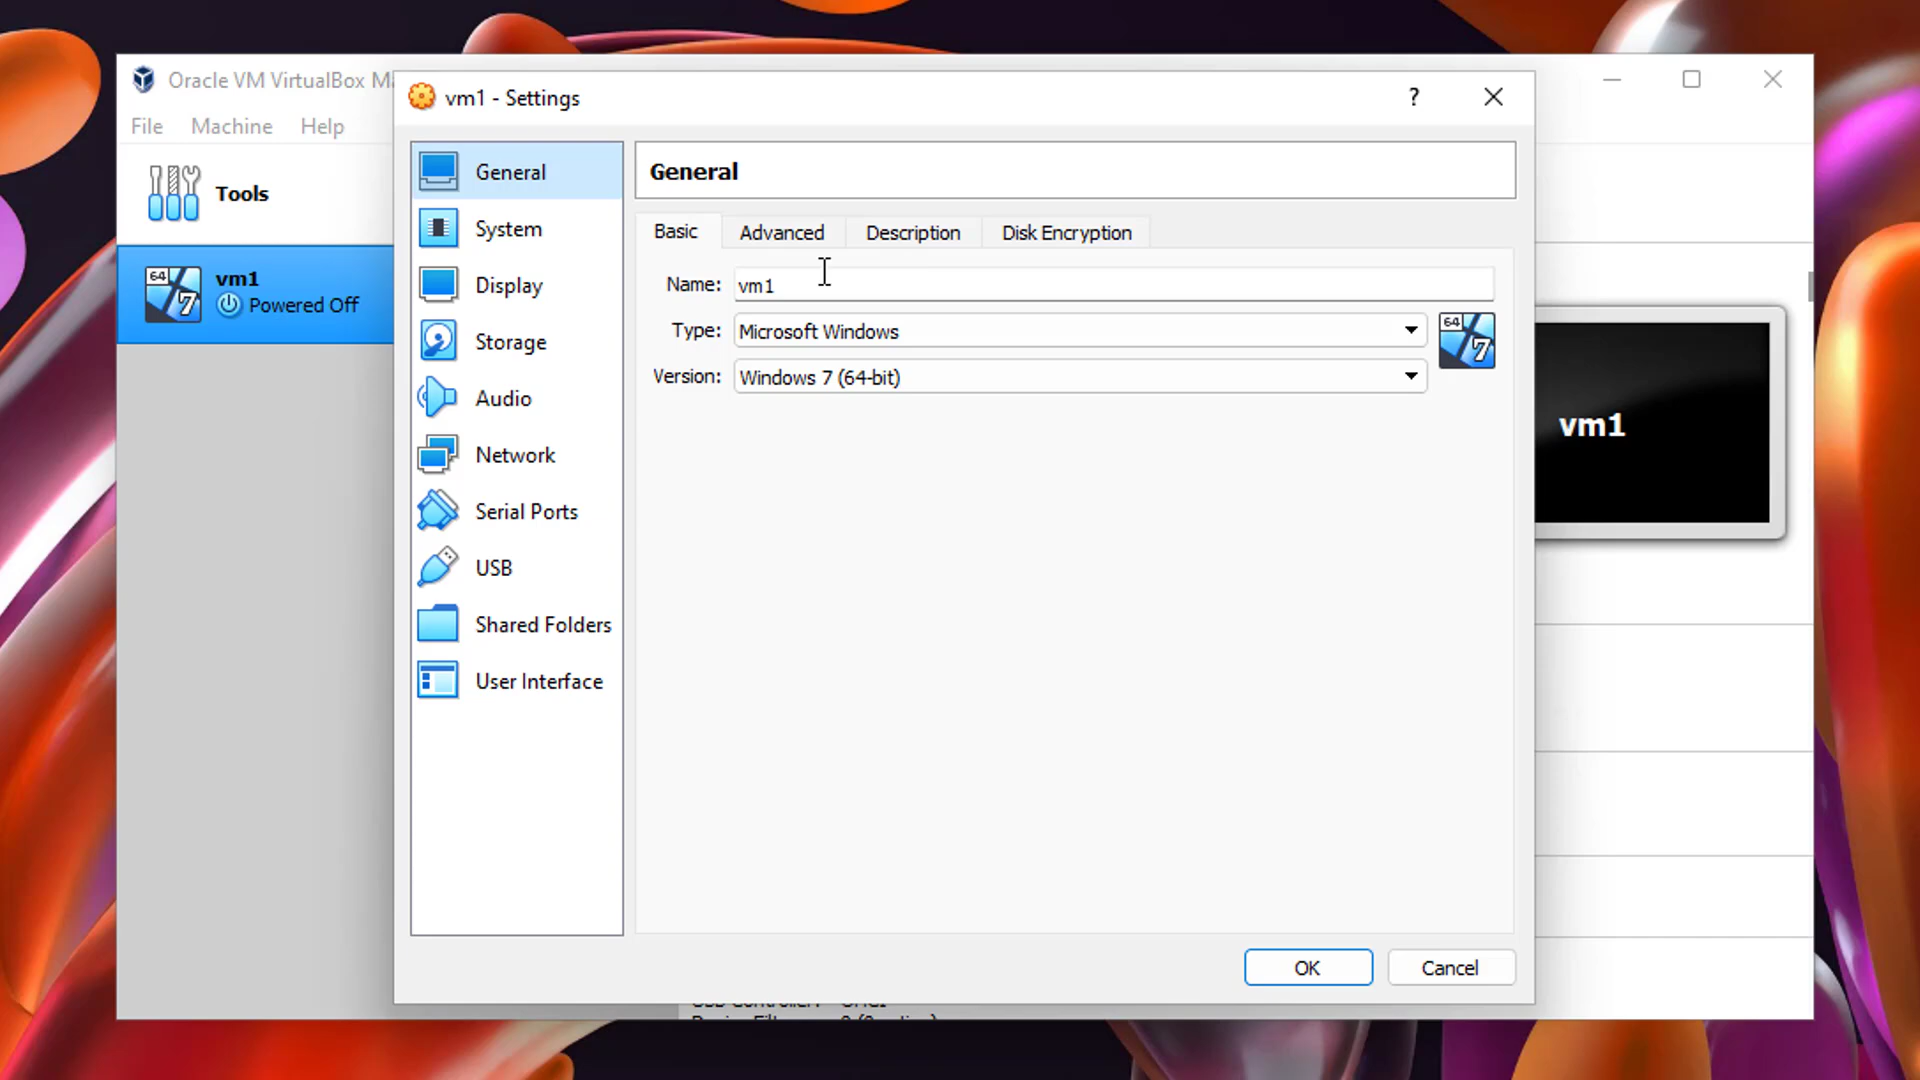 Oracle VM VirtualBox Ma
vm1 - Settings
?
File Machine Help
Tools
64
7
vm1
Powered Off
General
System
Display
Storage
Audio
Network
Serial Ports
USB
Shared Folders
User Interface
General
Basic Advanced Description Disk Encryption
Name: vm1
Type: Microsoft Windows
64
7
Version: Windows 7 (64-bit)
vm1
OK Cancel